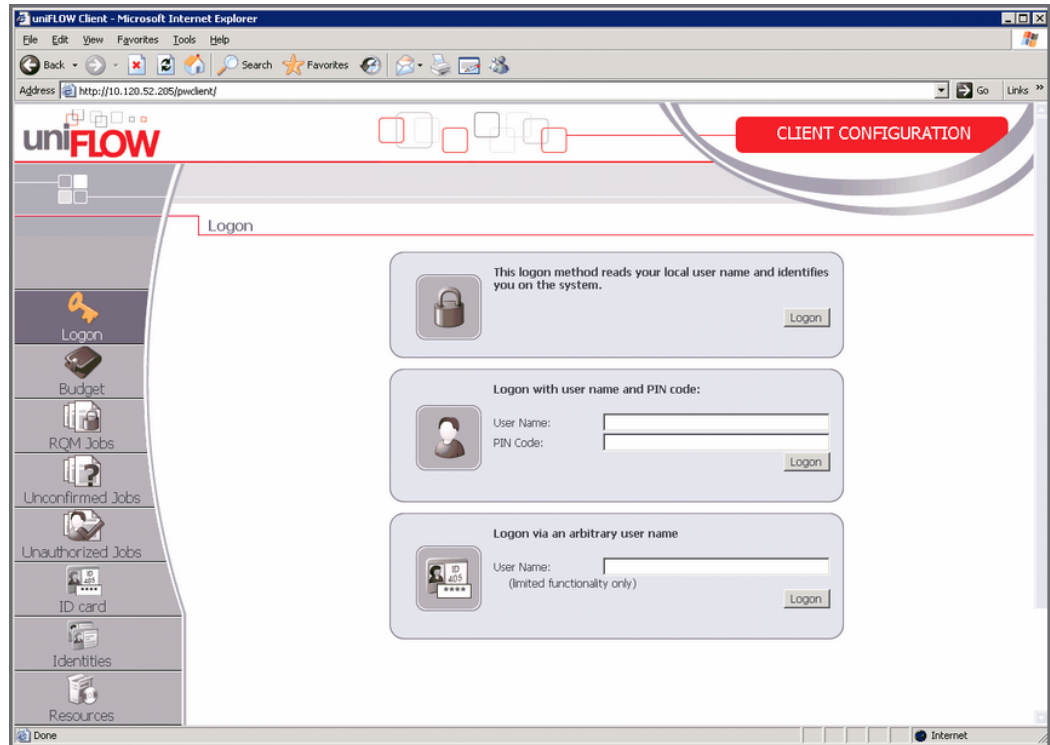 uniFLOW Client - Microsoft Internet Explorer
File Edit View Favorites Tools Help
Back Search Favorites
Address http://10.120.52.205/pwclient/ Go Links »
uniFLOW
CLIENT CONFIGURATION
Logon
This logon method reads your local user name and identifies
you on the system.
Logon
Logon with user name and PIN code:
User Name:
PIN Code:
Logon
Logon via an arbitrary user name
User Name:
(limited functionality only)
Logon
ID
405
****
Logon
Budget
RQM Jobs
Unconfirmed Jobs
Unauthorized Jobs
ID
405
****
ID card
Identities
Resources
Done Internet